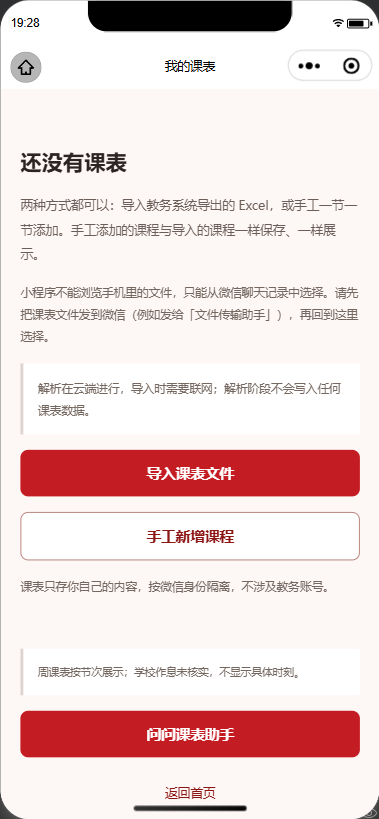 19:28
我的课表
还没有课表
两种方式都可以：导入教务系统导出的 Excel，或手工一节一
节添加。手工添加的课程与导入的课程一样保存、一样展
示。
小程序不能浏览手机里的文件，只能从微信聊天记录中选择。请先
把课表文件发到微信（例如发给「文件传输助手」），再回到这里
选择。
解析在云端进行，导入时需要联网；解析阶段不会写入任何
课表数据。
导入课表文件
手工新增课程
课表只存你自己的内容，按微信身份隔离，不涉及教务账号。
周课表按节次展示；学校作息未核实，不显示具体时刻。
问问课表助手
返回首页